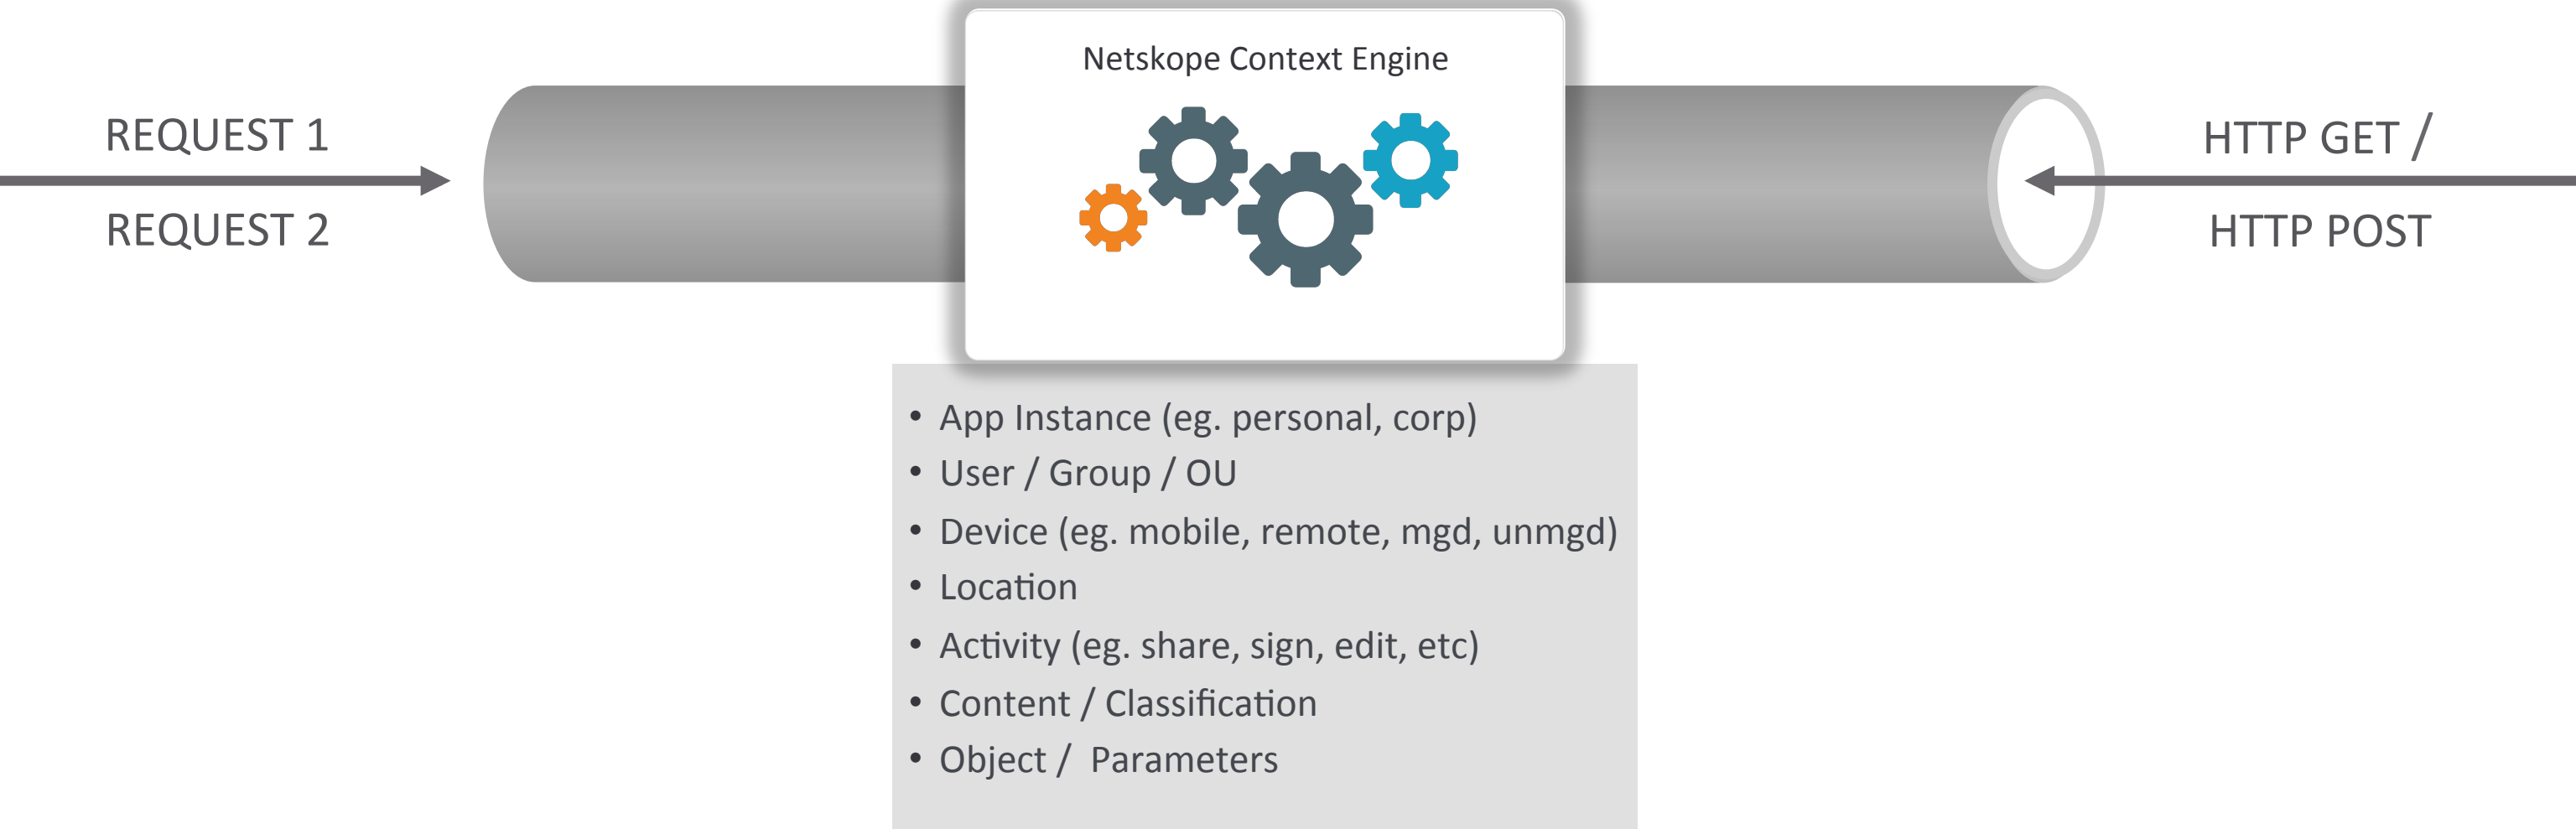 Netskope Context Engine
REQUEST 1
REQUEST 2
HTTP GET /
HTTP POST
• App Instance (eg. personal, corp)
• User / Group / OU
• Device (eg. mobile, remote, mgd, unmgd)
• Location
• Activity (eg. share, sign, edit, etc)
• Content / Classification
• Object / Parameters